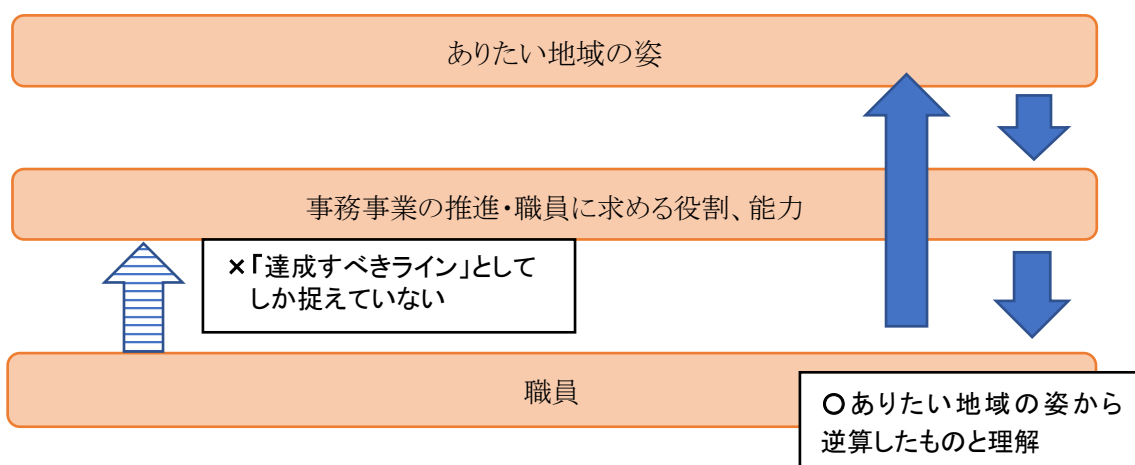 ありたい地域の姿
事務事業の推進・職員に求める役割、能力
×「達成すべきライン」として
しか捉えていない
職員
○ありたい地域の姿から
逆算したものと理解